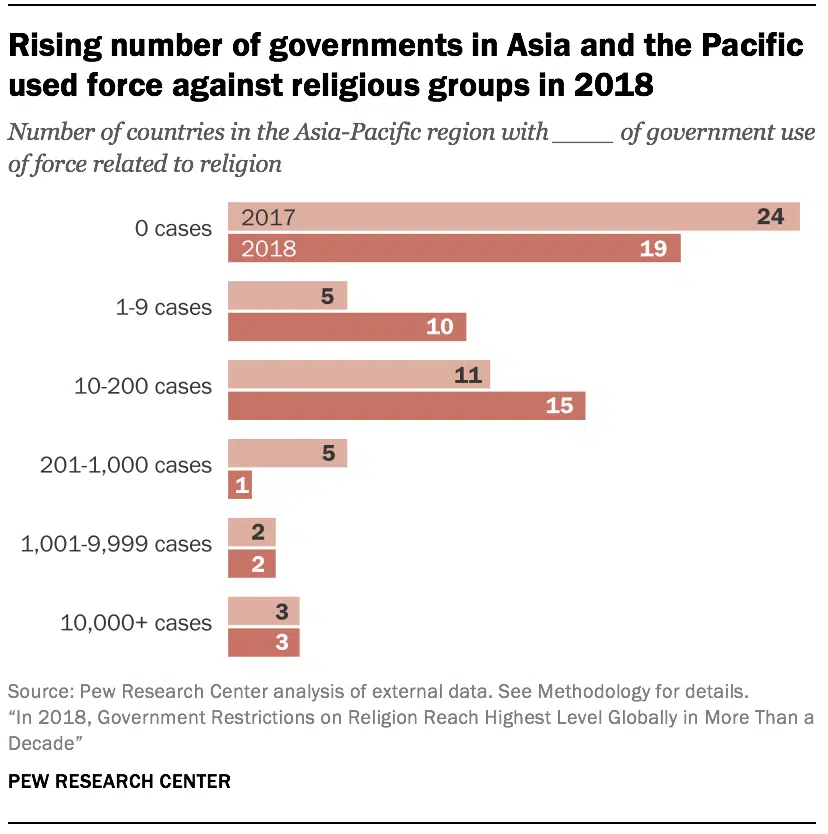 Rising number of governments in Asia and the Pacific
used force against religious groups in 2018
Number of countries in the Asia-Pacific region with _____ of government use
of force related to religion
0 cases
2017
24
2018
19
1-9 cases
5
10
10-200 cases
11
15
201-1,000 cases
5
1
1,001-9,999 cases
2
2
10,000+ cases
3
3
Source: Pew Research Center analysis of external data. See Methodology for details.
“In 2018, Government Restrictions on Religion Reach Highest Level Globally in More Than a
Decade”
PEW RESEARCH CENTER